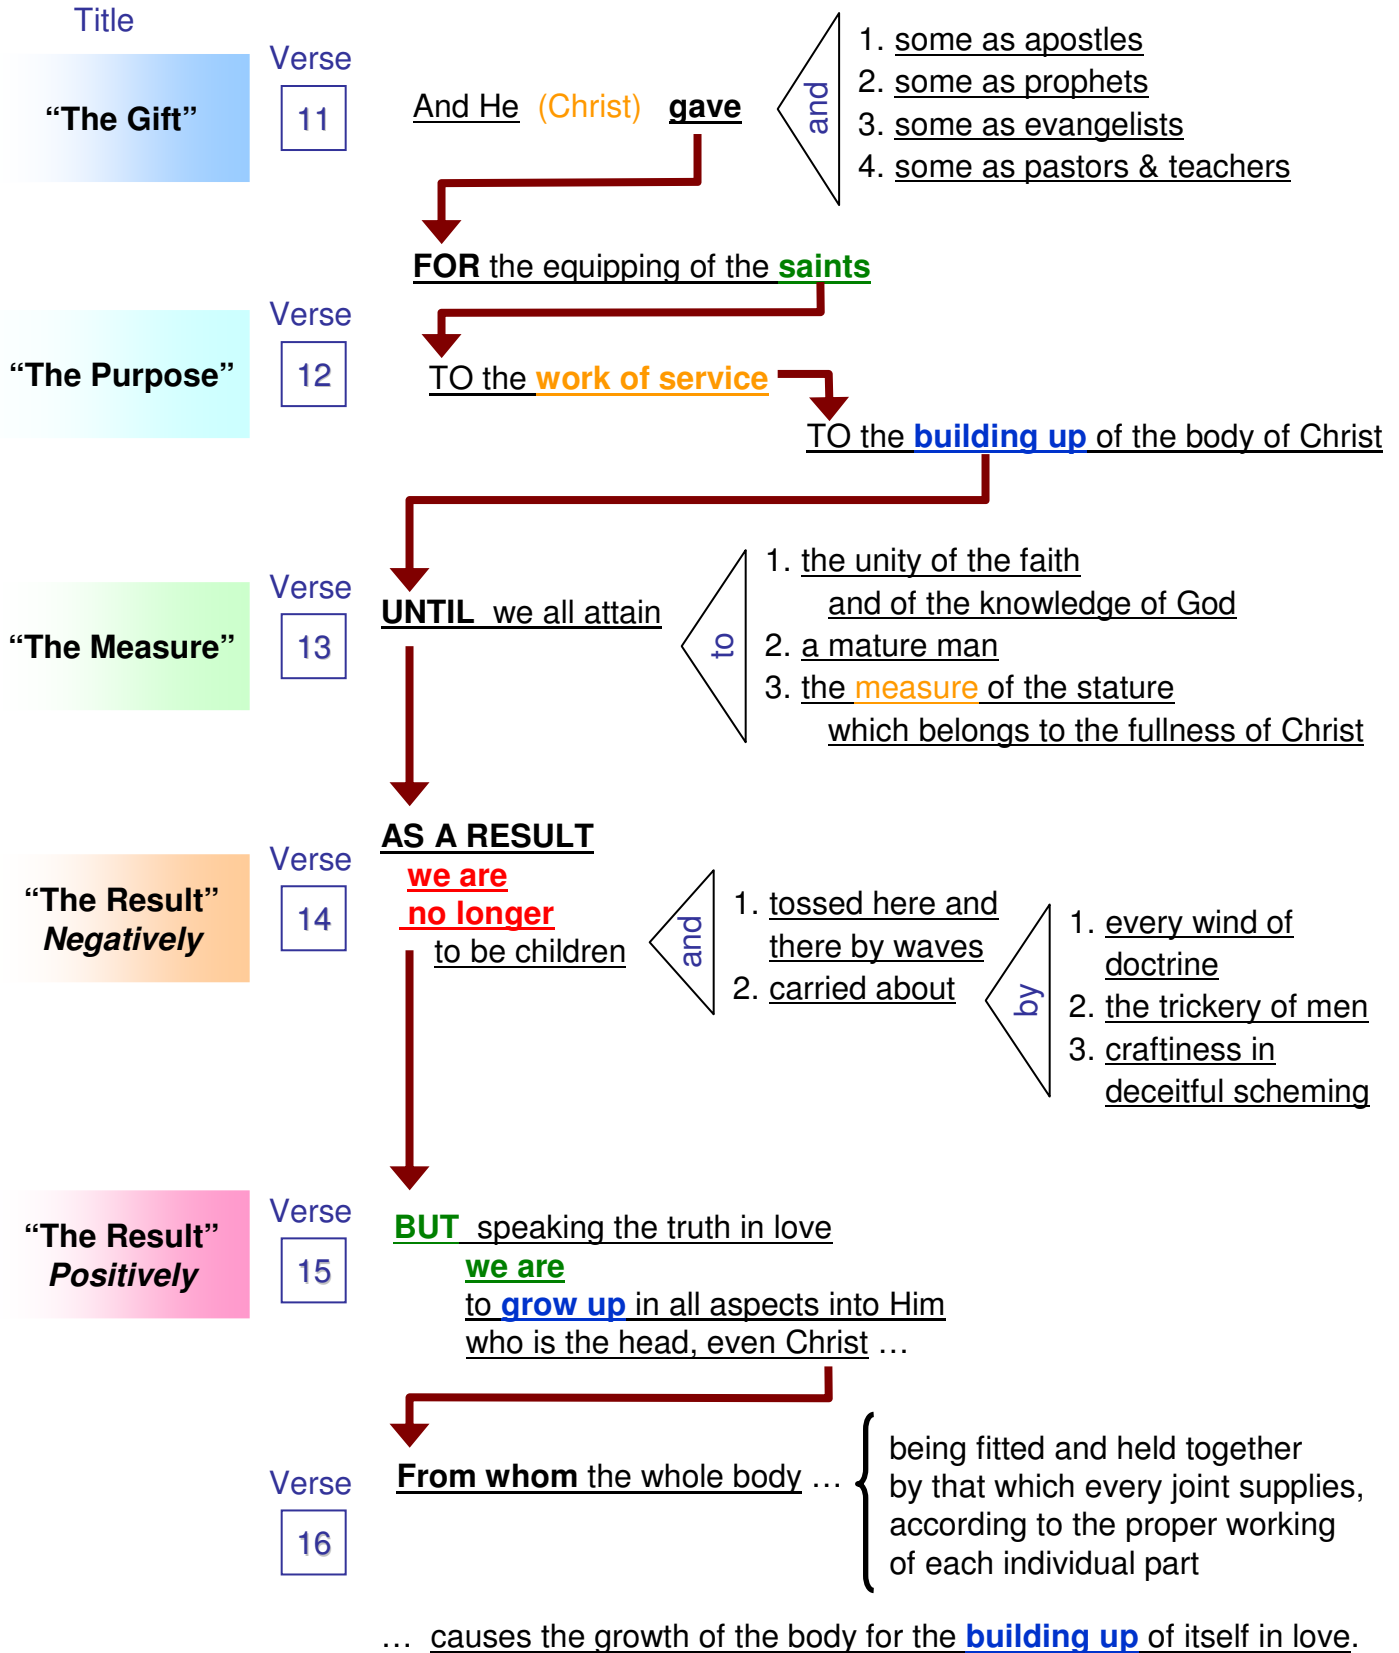 Title
“The Gift”
Verse
11
And He (Christ) gave
and
1. some as apostles
2. some as prophets
3. some as evangelists
4. some as pastors & teachers
FOR the equipping of the saints
“The Purpose”
Verse
12
TO the work of service
TO the building up of the body of Christ
“The Measure”
Verse
13
UNTIL we all attain
to
1. the unity of the faith
and of the knowledge of God
2. a mature man
3. the measure of the stature
which belongs to the fullness of Christ
“The Result”
Negatively
Verse
14
AS A RESULT
we are
no longer
to be children
and
1. tossed here and
there by waves
2. carried about
by
1. every wind of
doctrine
2. the trickery of men
3. craftiness in
deceitful scheming
“The Result”
Positively
Verse
15
BUT speaking the truth in love
we are
to grow up in all aspects into Him
who is the head, even Christ …
Verse
16
From whom the whole body …
being fitted and held together
by that which every joint supplies,
according to the proper working
of each individual part
… causes the growth of the body for the building up of itself in love.